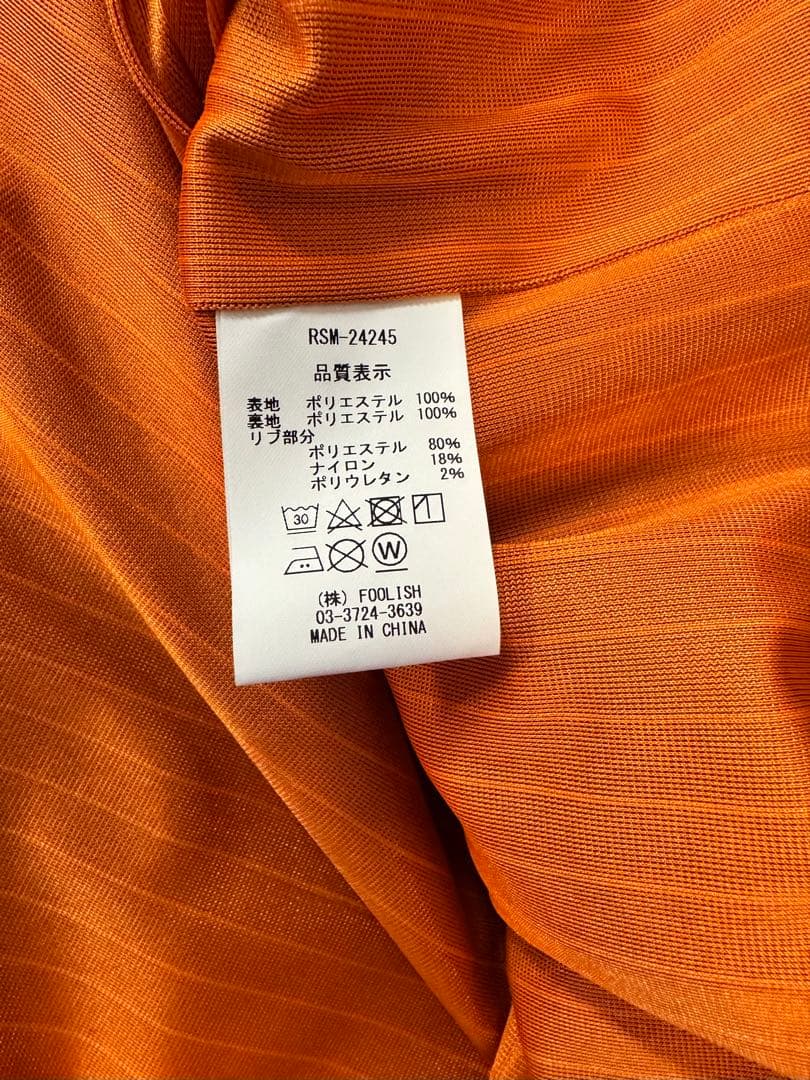 RSM-24245
品質表示
表地 ポリエステル 100%
裏地 ポリエステル 100%
リブ部分
ポリエステル 80%
ナイロン 18%
ポリウレタン 2%
30
W
(株) FOOLISH
03-3724-3639
MADE IN CHINA